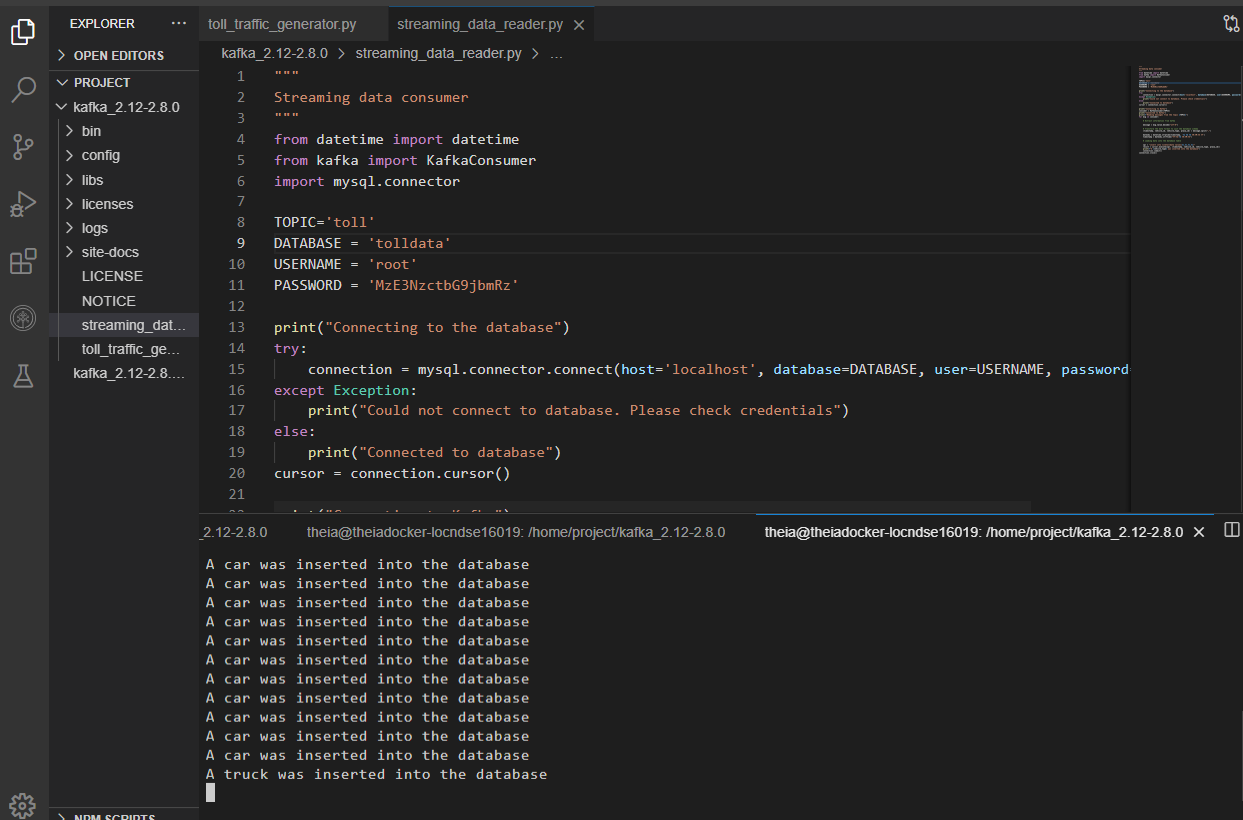 EXPLORER ...
OPEN EDITORS
PROJECT
kafka_2.12-2.8.0
bin
config
libs
licenses
logs
site-docs
LICENSE
NOTICE
streaming_dat...
toll_traffic_ge...
kafka_2.12-2.8....
NPM SCRIPTS
toll_traffic_generator.py streaming_data_reader.py
kafka_2.12-2.8.0 > streaming_data_reader.py > ...
1 """
2 Streaming data consumer
3 """
4 from datetime import datetime
5 from kafka import KafkaConsumer
6 import mysql.connector
7
8 TOPIC='toll'
9 DATABASE = 'tolldata'
10 USERNAME = 'root'
11 PASSWORD = 'MzE3NzctbG9jbmRz'
12
13 print("Connecting to the database")
14 try:
15     connection = mysql.connector.connect(host='localhost', database=DATABASE, user=USERNAME, password=
16 except Exception:
17     print("Could not connect to database. Please check credentials")
18 else:
19     print("Connected to database")
20 cursor = connection.cursor()
21
_2.12-2.8.0 theia@theiadocker-locndse16019: /home/project/kafka_2.12-2.8.0 theia@theiadocker-locndse16019: /home/project/kafka_2.12-2.8.0
A car was inserted into the database
A car was inserted into the database
A car was inserted into the database
A car was inserted into the database
A car was inserted into the database
A car was inserted into the database
A car was inserted into the database
A car was inserted into the database
A car was inserted into the database
A car was inserted into the database
A car was inserted into the database
A truck was inserted into the database